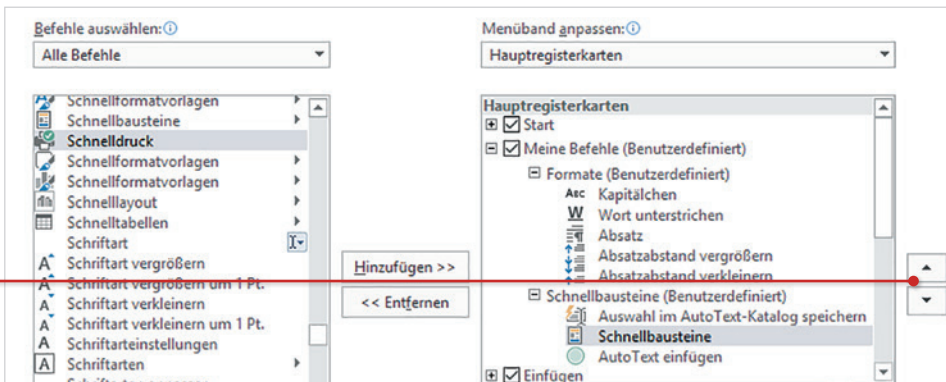 Befehle auswählen:
Alle Befehle
Schnellformatvorlagen
Schnellbausteine
Schnelldruck
Schnellformatvorlagen
Schnellformatvorlagen
Schnelllayout
Schnelltabellen
Schriftart
Schriftart vergrößern
Schriftart vergrößern um 1 Pt.
Schriftart verkleinern
Schriftart verkleinern um 1 Pt.
Schriftarteinstellungen
Schriftarten
Hinzufügen >>
<< Entfernen
Menüband anpassen:
Hauptregisterkarten
Hauptregisterkarten
Start
Meine Befehle (Benutzerdefiniert)
Formate (Benutzerdefiniert)
Kapitälchen
Wort unterstrichen
Absatz
Absatzabstand vergrößern
Absatzabstand verkleinern
Schnellbausteine (Benutzerdefiniert)
Auswahl im AutoText-Katalog speichern
Schnellbausteine
AutoText einfügen
Einfügen